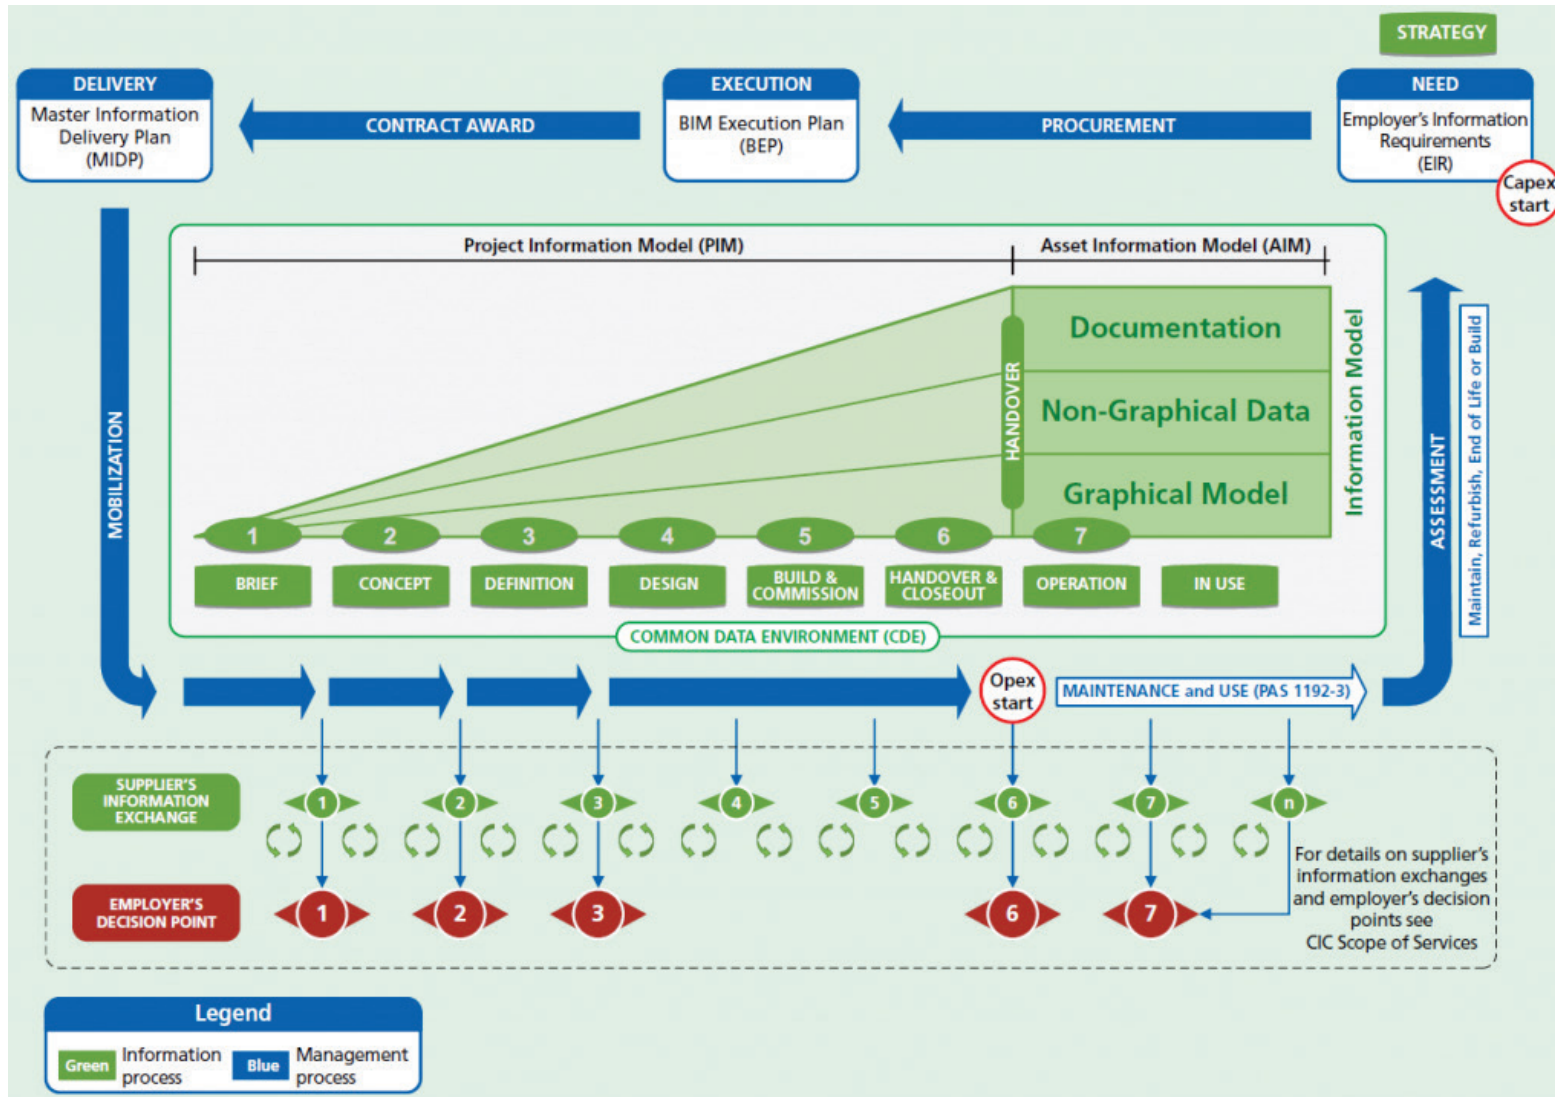 STRATEGY
DELIVERY
Master Information
Delivery Plan
(MIDP)
CONTRACT AWARD
EXECUTION
BIM Execution Plan
(BEP)
PROCUREMENT
NEED
Employer's Information
Requirements
(EIR)
Capex
start
MOBILIZATION
Project Information Model (PIM)
Asset Information Model (AIM)
Documentation
Non-Graphical Data
Graphical Model
HANDOVER
Information Model
1
2
3
4
5
6
7
BRIEF
CONCEPT
DEFINITION
DESIGN
BUILD &
COMMISSION
HANDOVER &
CLOSEOUT
OPERATION
IN USE
COMMON DATA ENVIRONMENT (CDE)
ASSESSMENT
Maintain, Refurbish, End of Life or Build
Opex
start
MAINTENANCE and USE (PAS 1192-3)
SUPPLIER'S
INFORMATION
EXCHANGE
1
2
3
4
5
6
7
n
EMPLOYER'S
DECISION POINT
1
2
3
6
7
For details on supplier's
information exchanges
and employer's decision
points see
CIC Scope of Services
Legend
Green
Information
process
Blue
Management
process